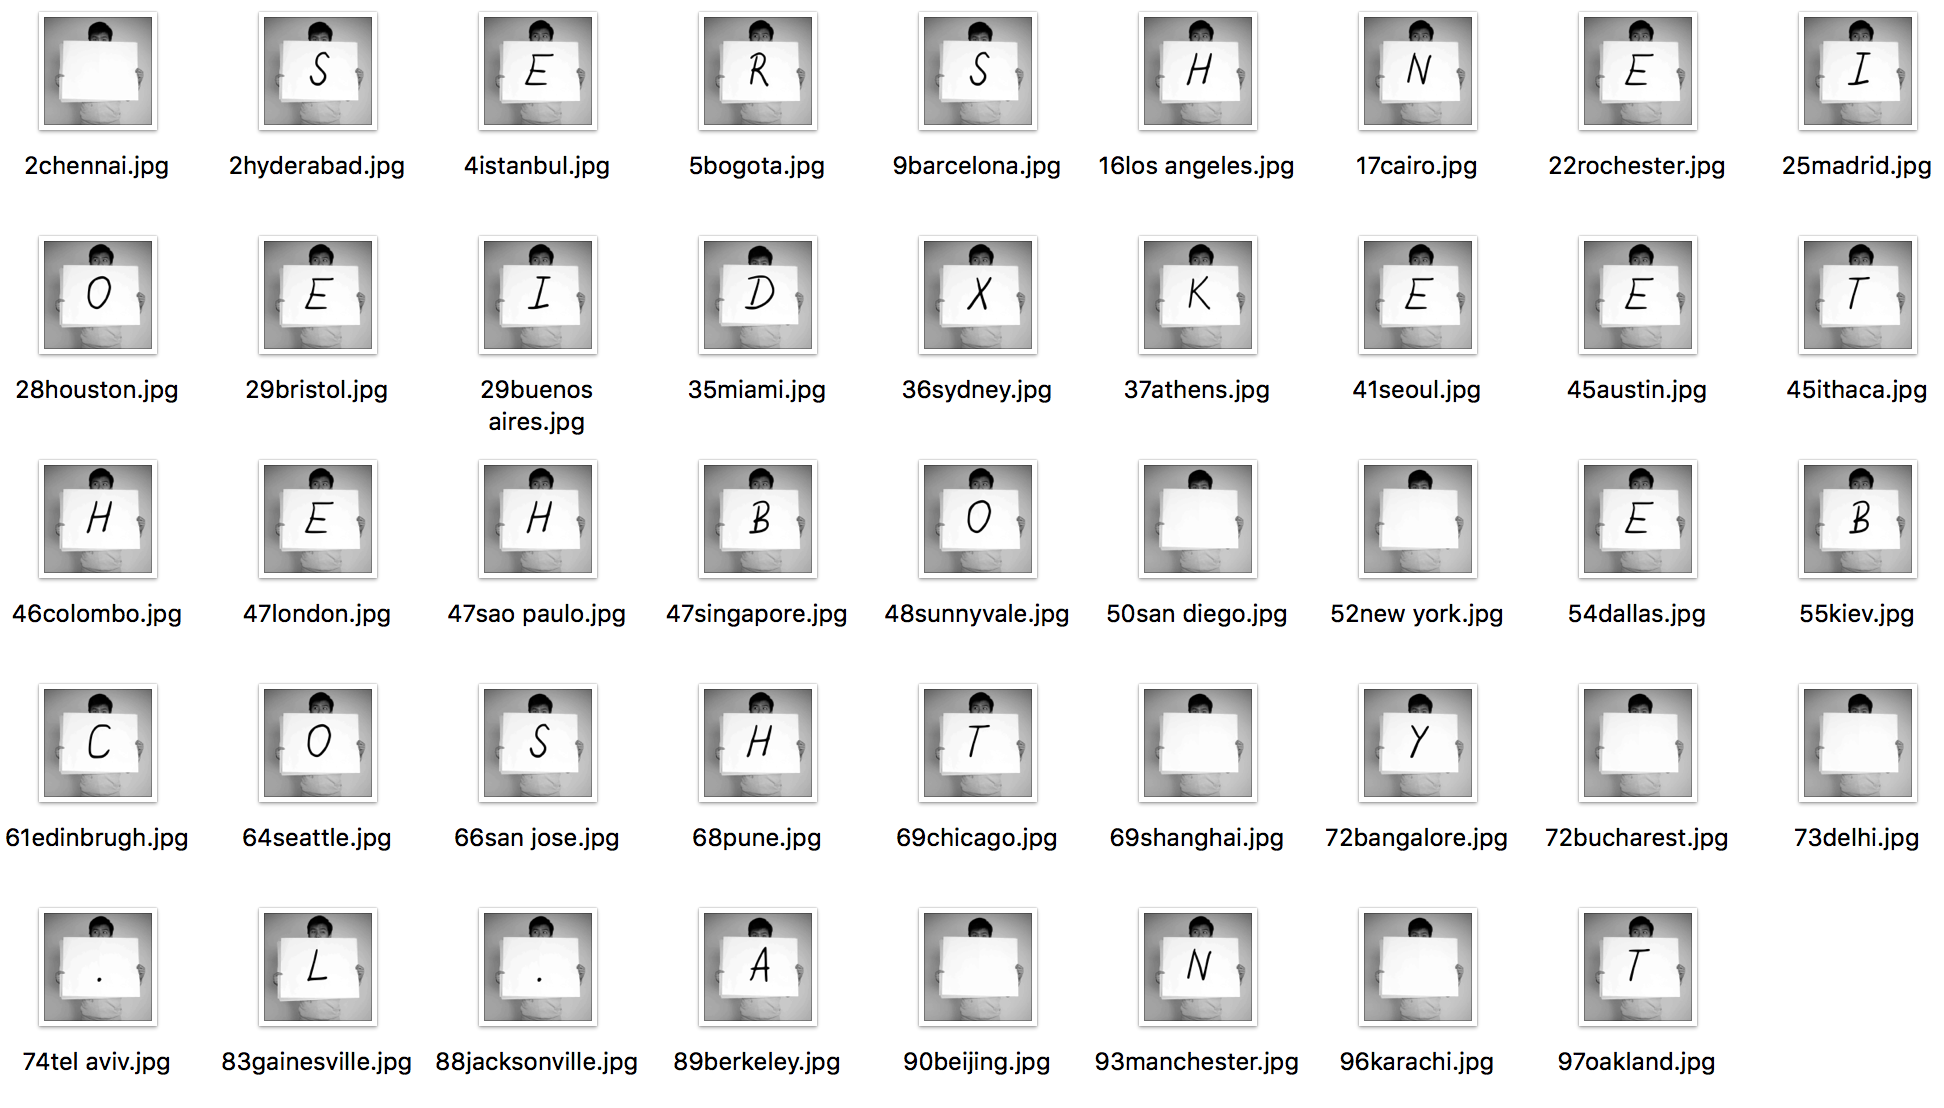 S E R S H N E I
2chennai.jpg 2hyderabad.jpg 4istanbul.jpg 5bogota.jpg 9barcelona.jpg 16los angeles.jpg 17cairo.jpg 22rochester.jpg 25madrid.jpg
O E I D X K E E T
28houston.jpg 29bristol.jpg 29buenos aires.jpg 35miami.jpg 36sydney.jpg 37athens.jpg 41seoul.jpg 45austin.jpg 45ithaca.jpg
H E H B O E B
46colombo.jpg 47london.jpg 47sao paulo.jpg 47singapore.jpg 48sunnyvale.jpg 50san diego.jpg 52new york.jpg 54dallas.jpg 55kiev.jpg
C O S H T Y
61edinbrugh.jpg 64seattle.jpg 66san jose.jpg 68pune.jpg 69chicago.jpg 69shanghai.jpg 72bangalore.jpg 72bucharest.jpg 73delhi.jpg
. L . A N T
74tel aviv.jpg 83gainesville.jpg 88jacksonville.jpg 89berkeley.jpg 90beijing.jpg 93manchester.jpg 96karachi.jpg 97oakland.jpg